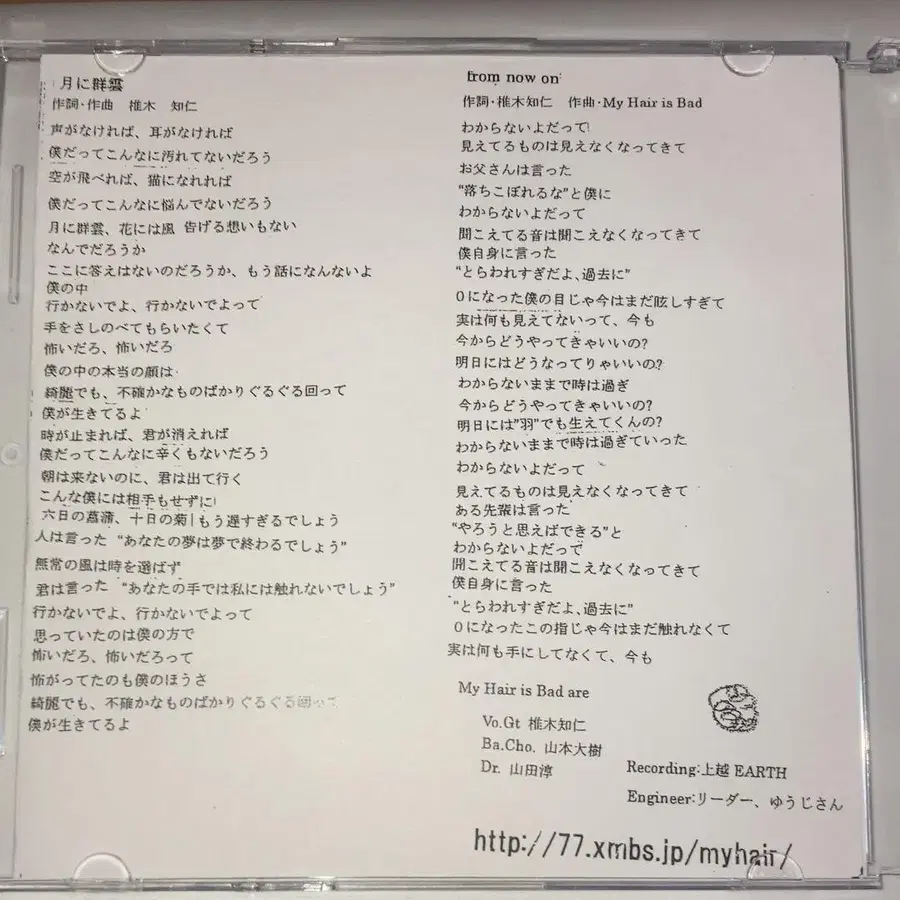 月に群雲
作詞・作曲 椎木 知仁
声がなければ、耳がなければ
僕だってこんなに汚れてないだろう
空が飛べれば、猫になれれば
僕だってこんなに悩んでないだろう
月に群雲、花には風 告げる想いもない
なんでだろうか
ここに答えはないのだろうか、もう話になんないよ
僕の中
行かないでよ、行かないでよって
手をさしのべてもらいたくて
怖いだろ、怖いだろ
僕の中の本当の顔は
綺麗でも、不確かなものばかりぐるぐる回って
僕が生きてるよ
時が止まれば、君が消えれば
僕だってこんなに辛くもないだろう
朝は来ないのに、君は出て行く
こんな僕には相手もせずに
六日の菖蒲、十日の菊 もう遅すぎるでしょう
人は言った "あなたの夢は夢で終わるでしょう"
無常の風は時を選ばず
君は言った "あなたの手では私には触れないでしょう"
行かないでよ、行かないでよって
思っていたのは僕の方で
怖いだろ、怖いだろって
怖がってたのも僕のほうさ
綺麗でも、不確かなものばかりぐるぐる回って
僕が生きてるよ
from now on
作詞・椎木知仁 作曲・My Hair is Bad
わからないよだって
見えてるものは見えなくなってきて
お父さんは言った
"落ちこぼれるな"と僕に
わからないよだって
聞こえてる音は聞こえなくなってきて
僕自身に言った
"とらわれすぎだよ、過去に"
0になった僕の目じゃ今はまだ眩しすぎて
実は何も見えてないって、今も
今からどうやってきゃいいの?
明日にはどうなってりゃいいの?
わからないままで時は過ぎ
今からどうやってきゃいいの?
明日には"羽"でも生えてくんの?
わからないままで時は過ぎていった
わからないよだって
見えてるものは見えなくなってきて
ある先輩は言った
"やろうと思えばできる"と
わからないよだって
聞こえてる音は聞こえなくなってきて
僕自身に言った
"とらわれすぎだよ、過去に"
0になったこの指じゃ今はまだ触れなくて
実は何も手にしてなくて、今も
My Hair is Bad are
Vo.Gt 椎木知仁
Ba.Cho. 山本大樹
Dr. 山田淳
Recording:上越 EARTH
Engineer:リーダー、ゆうじさん
http://77.xmbs.jp/myhair/